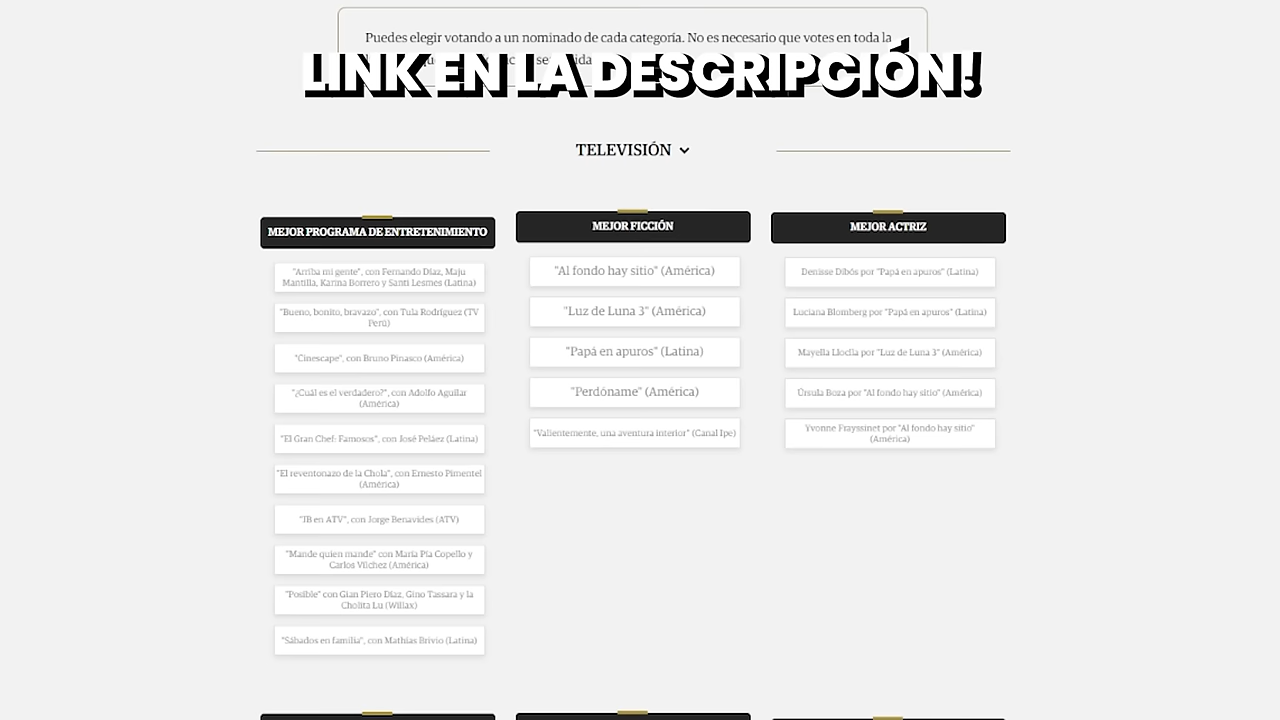 Puedes elegir votando a un nominado de cada categoría. No es necesario que votes en toda la
LINK EN LA DESCRIPCIÓN!
TELEVISIÓN
MEJOR PROGRAMA DE ENTRETENIMIENTO
"Arriba mi gente", con Fernando Díaz, Maju
Mantilla, Karina Borrero y Santi Lesmes (Latina)
"Bueno, bonito, bravazo", con Tula Rodríguez (TV
Perú)
"Cinescape", con Bruno Pinasco (América)
"¿Cuál es el verdadero?", con Adolfo Aguilar
(América)
"El Gran Chef: Famosos", con José Peláez (Latina)
"El reventonazo de la Chola", con Ernesto Pimentel
(América)
"JB en ATV", con Jorge Benavides (ATV)
"Mande quien mande" con María Pía Copello y
Carlos Vílchez (América)
"Posible" con Gian Piero Díaz, Gino Tassara y la
Cholita Lu (Willax)
"Sábados en familia", con Mathías Brivio (Latina)
MEJOR FICCIÓN
"Al fondo hay sitio" (América)
"Luz de Luna 3" (América)
"Papá en apuros" (Latina)
"Perdóname" (América)
"Valientemente, una aventura interior" (Canal Ipe)
MEJOR ACTRIZ
Denisse Dibós por "Papá en apuros" (Latina)
Luciana Blomberg por "Papá en apuros" (Latina)
Mayella Lloclla por "Luz de Luna 3" (América)
Úrsula Boza por "Al fondo hay sitio" (América)
Yvonne Frayssinet por "Al fondo hay sitio"
(América)